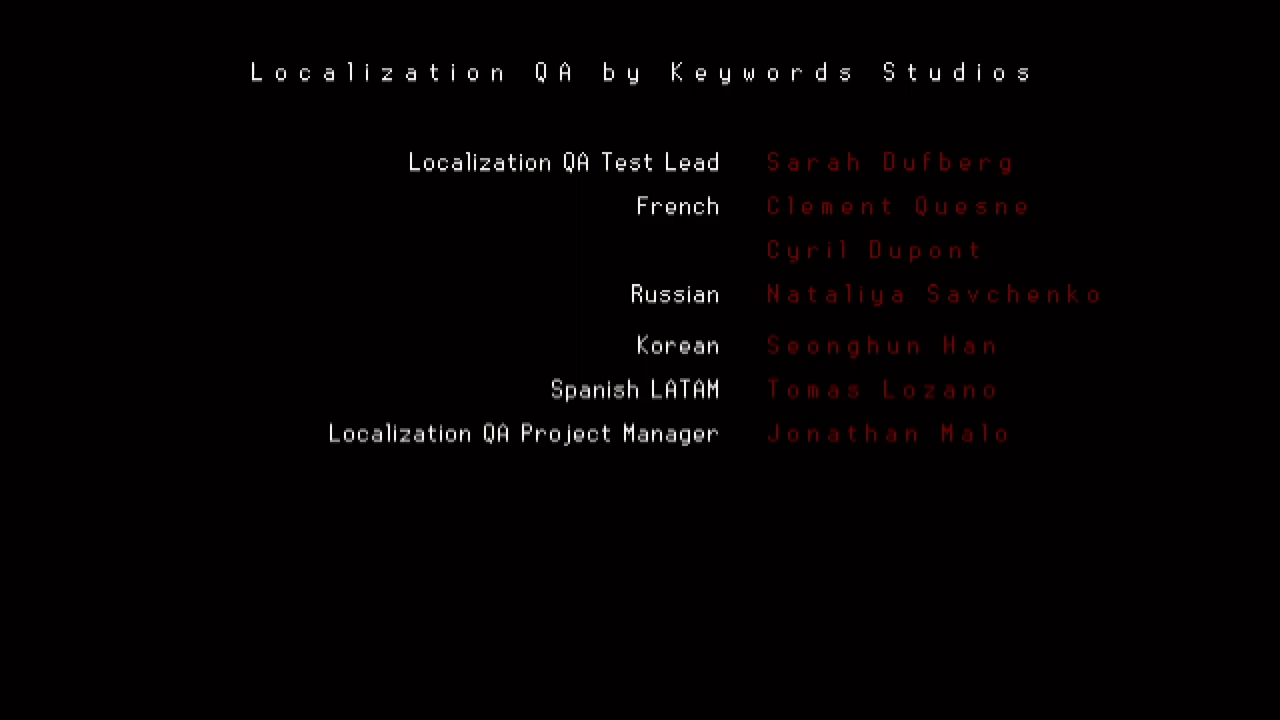 Localization QA by Keywords Studios
Localization QA Test Lead Sarah Dufberg
French Clement Quesne
Cyril Dupont
Russian Nataliya Savchenko
Korean Seonghun Han
Spanish LATAM Tomas Lozano
Localization QA Project Manager Jonathan Malo